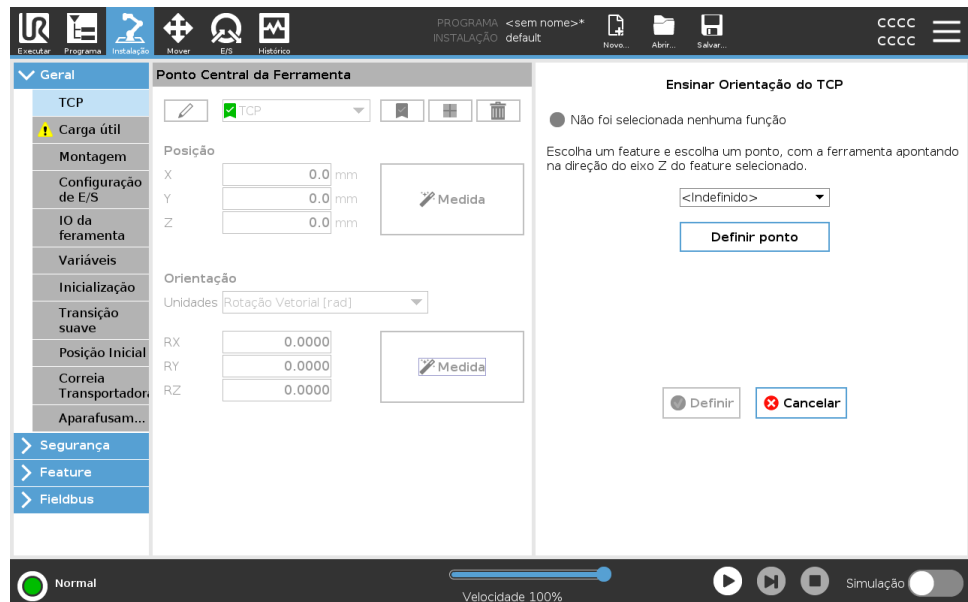 PROGRAMA <sem nome>*
INSTALAÇÃO default
Executar Programa Instalação Mover E/S Histórico
Novo... Abrir... Salvar...
CCCC
CCCC
Geral
TCP
Carga útil
Montagem
Configuração
de E/S
IO da
feramenta
Variáveis
Inicialização
Transição
suave
Posição Inicial
Correia
Transportador
Aparafusam...
Segurança
Feature
Fieldbus
Ponto Central da Ferramenta
TCP
Posição
X 0.0 mm
Y 0.0 mm
Z 0.0 mm
Medida
Orientação
Unidades Rotação Vetorial [rad]
RX 0.0000
RY 0.0000
RZ 0.0000
Medida
Ensinar Orientação do TCP
Não foi selecionada nenhuma função
Escolha um feature e escolha um ponto, com a ferramenta apontando
na direção do eixo Z do feature selecionado.
<Indefinido>
Definir ponto
Definir Cancelar
Normal
Velocidade 100%
Simulação